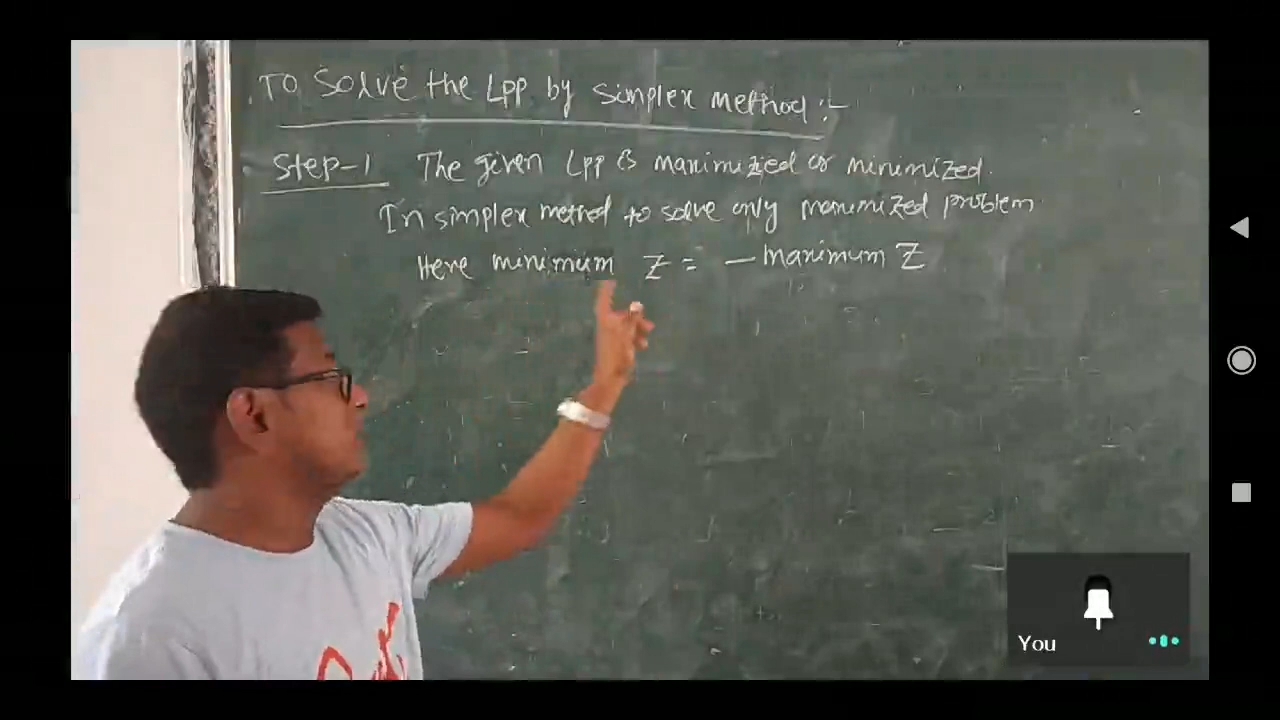 To Solve the Lpp by simplex method :-
Step-1 The given Lpp is maximized or minimized.
In simplex method to solve only maximized problem
Here minimum Z = - maximum Z
You